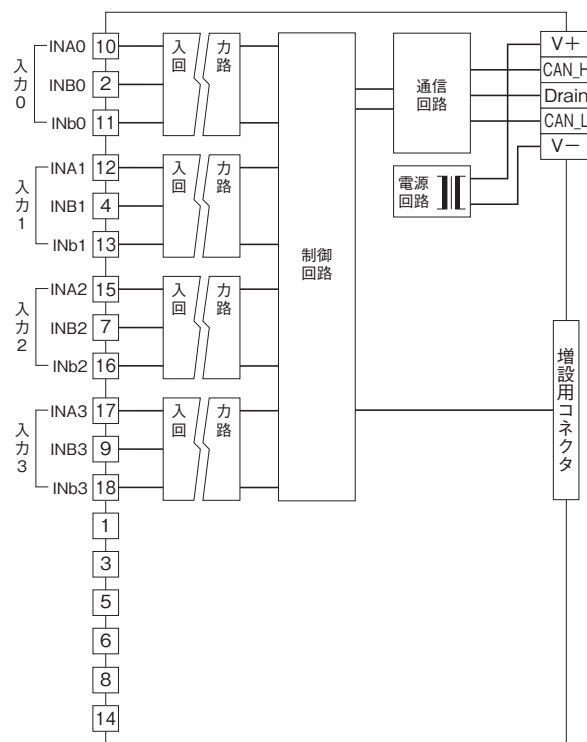 入力0
INA0 10
INB0 2
INb0 11
入回
力路
入力1
INA1 12
INB1 4
INb1 13
入回
力路
入力2
INA2 15
INB2 7
INb2 16
入回
力路
入力3
INA3 17
INB3 9
INb3 18
入回
力路
1
3
5
6
8
14
制御
回路
通信
回路
電源
回路
V+
CAN_H
Drain
CAN_L
V−
増設用コネクタ